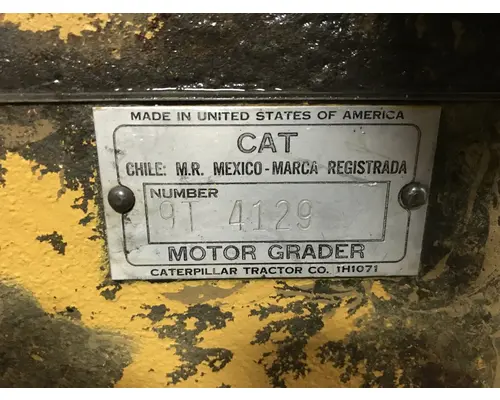 MADE IN UNITED STATES OF AMERICA
CAT
CHILE: M.R. MEXICO-MARCA REGISTRADA
NUMBER
9T 4129
MOTOR GRADER
CATERPILLAR TRACTOR CO. 1H1071